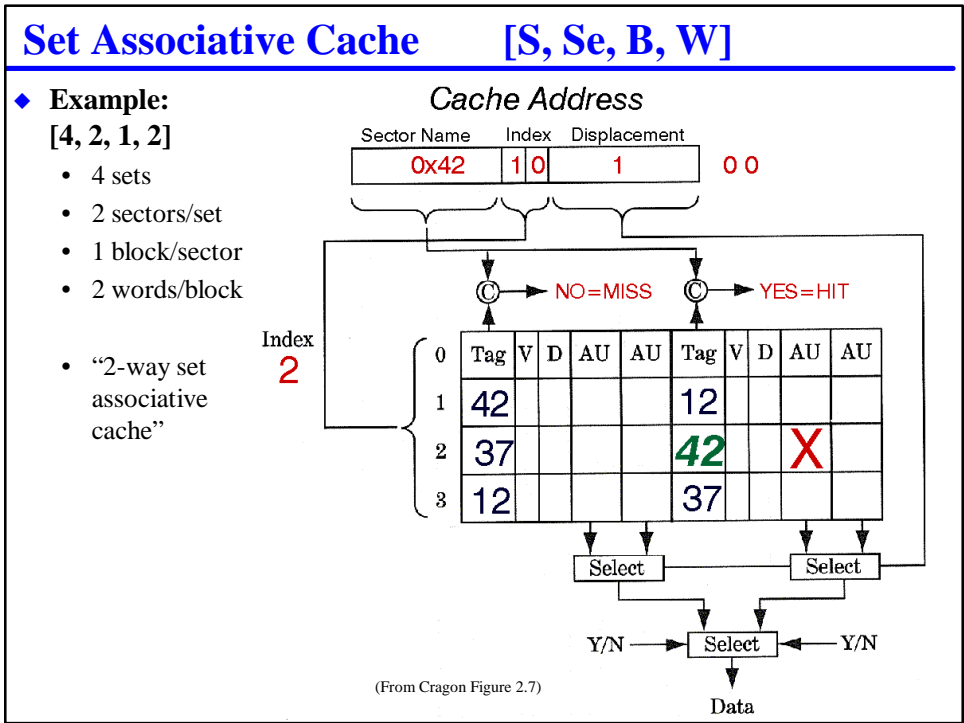 Set Associative Cache [S, Se, B, W]
◆ Example:
[4, 2, 1, 2]
• 4 sets
• 2 sectors/set
• 1 block/sector
• 2 words/block
• “2-way set
associative
cache”
Cache Address
Sector Name Index Displacement
0x42 1 0 1 0 0
C NO=MISS C YES=HIT
Index
2
0 Tag V D AU AU Tag V D AU AU
1 42 12
2 37 42 X
3 12 37
Select Select
Y/N Select Y/N
Data
(From Cragon Figure 2.7)